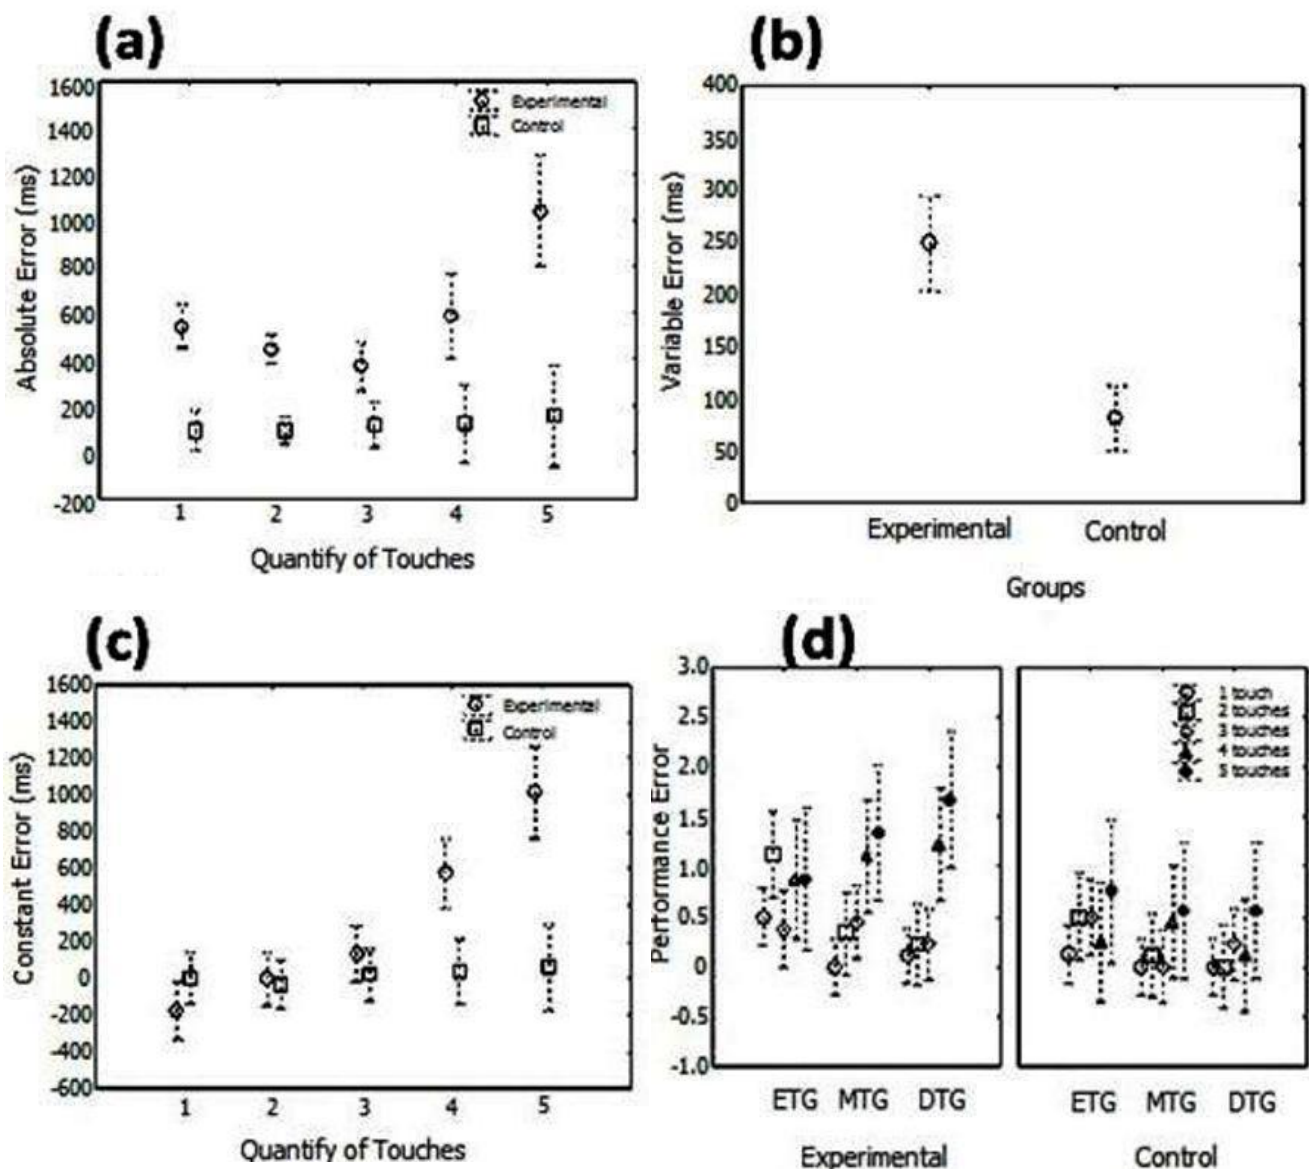 (a)
1600
1400
1200
1000
800
600
400
200
0
-200
Absolute Error (ms)
Experimental
Control
1 2 3 4 5
Quantify of Touches
(b)
400
350
300
250
200
150
100
50
0
Variable Error (ms)
Experimental Control
Groups
(c)
1600
1400
1200
1000
800
600
400
200
0
-200
-400
-600
Constant Error (ms)
Experimental
Control
1 2 3 4 5
Quantify of Touches
(d)
3.0
2.5
2.0
1.5
1.0
0.5
0
-0.5
-1.0
Performance Error
1 touch
2 touches
3 touches
4 touches
5 touches
ETG MTG DTG
Experimental
ETG MTG DTG
Control